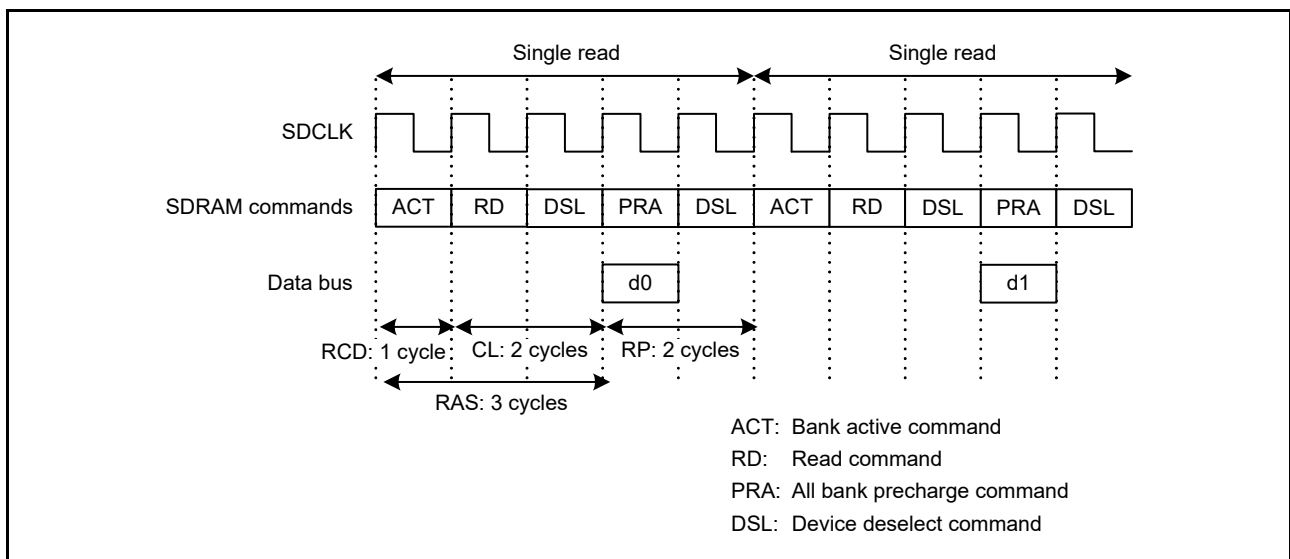 Single read Single read
SDCLK
SDRAM commands ACT RD DSL PRA DSL ACT RD DSL PRA DSL
Data bus d0 d1
RCD: 1 cycle CL: 2 cycles RP: 2 cycles
RAS: 3 cycles
ACT: Bank active command
RD: Read command
PRA: All bank precharge command
DSL: Device deselect command